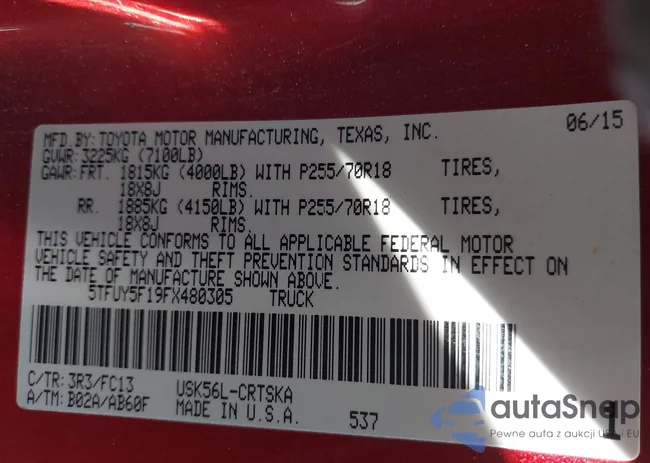 MFD.BY:TOYOTA MOTOR MANUFACTURING, TEXAS, INC. 06/15
GVWR:3225KG (7100LB)
GAWR:FRT. 1815KG (4000LB) WITH P255/70R18 TIRES,
18X8J RIMS.
RR. 1885KG (4150LB) WITH P255/70R18 TIRES,
18X8J RIMS.
THIS VEHICLE CONFORMS TO ALL APPLICABLE FEDERAL MOTOR
VEHICLE SAFETY AND THEFT PREVENTION STANDARDS IN EFFECT ON
THE DATE OF MANUFACTURE SHOWN ABOVE.
5TFUY5F19FX480305 TRUCK
C/TR: 3R3/FC13 USK56L-CRTSKA
A/TM: B02A/AB60F MADE IN U.S.A. 537
1
autaSnap
Pewne auta z aukcji US i EU